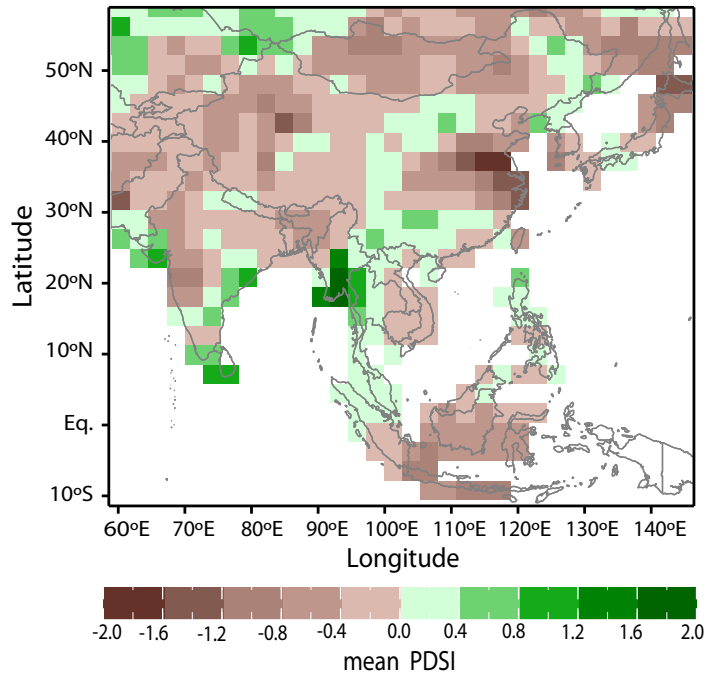 50ºN
40ºN
30ºN
20ºN
10ºN
Eq.
10ºS
Latitude
60ºE 70ºE 80ºE 90ºE 100ºE 110ºE 120ºE 130ºE 140ºE
Longitude
-2.0 -1.6 -1.2 -0.8 -0.4 0.0 0.4 0.8 1.2 1.6 2.0
mean PDSI